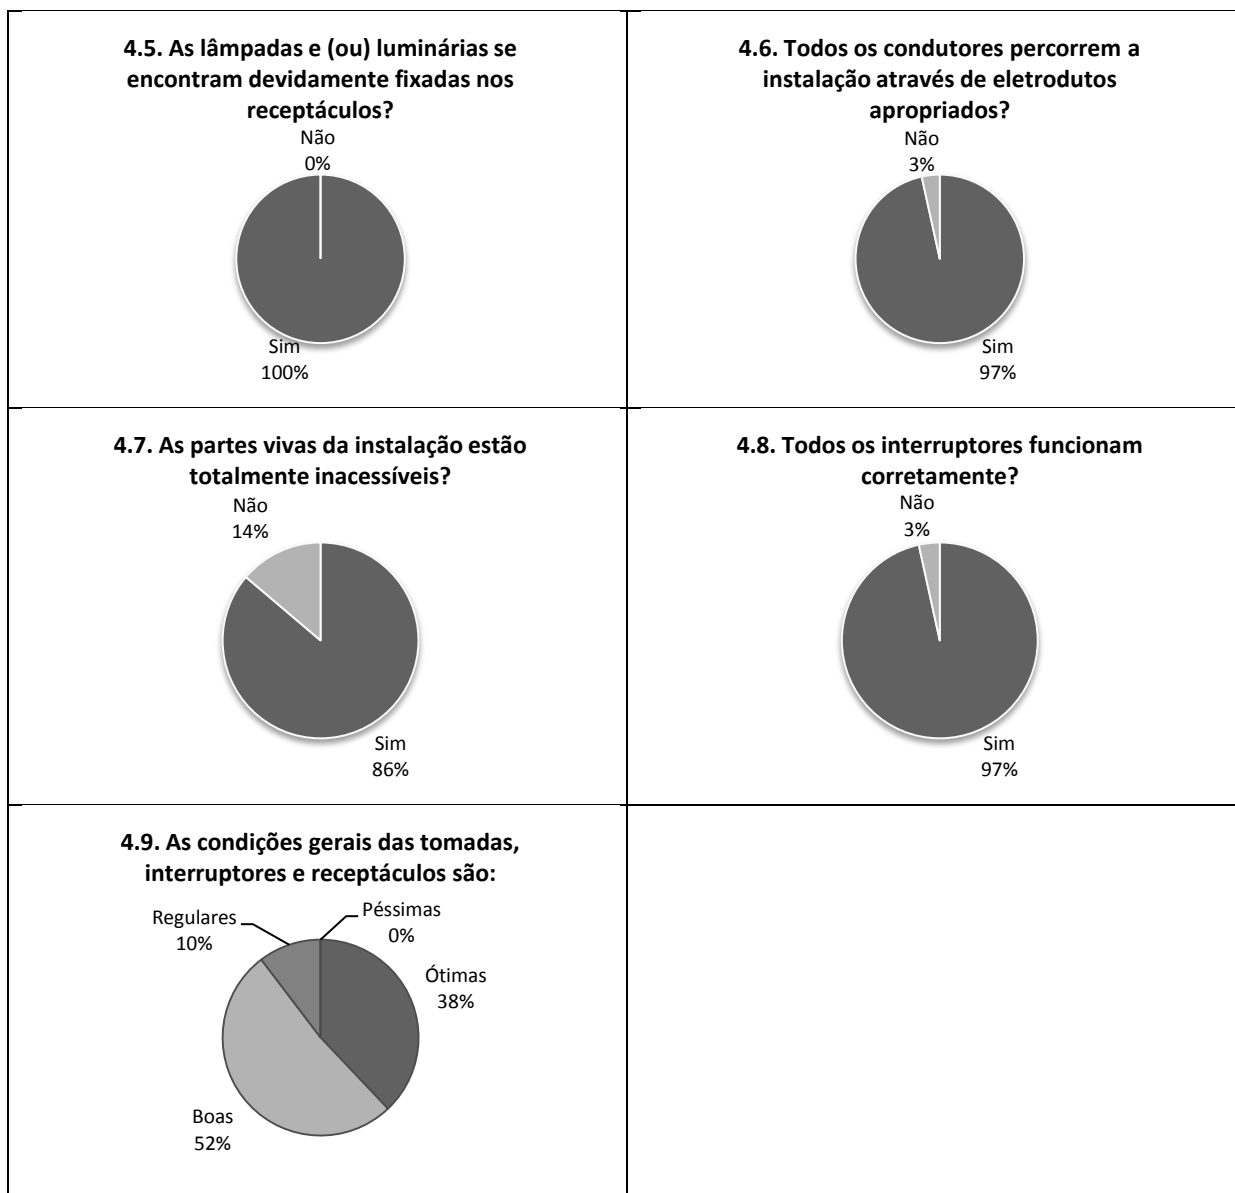 4.5. As lâmpadas e (ou) luminárias se
encontram devidamente fixadas nos
receptáculos?
Não
0%
Sim
100%
4.6. Todos os condutores percorrem a
instalação através de eletrodutos
apropriados?
Não
3%
Sim
97%
4.7. As partes vivas da instalação estão
totalmente inacessíveis?
Não
14%
Sim
86%
4.8. Todos os interruptores funcionam
corretamente?
Não
3%
Sim
97%
4.9. As condições gerais das tomadas,
interruptores e receptáculos são:
Regulares
10%
Péssimas
0%
Ótimas
38%
Boas
52%